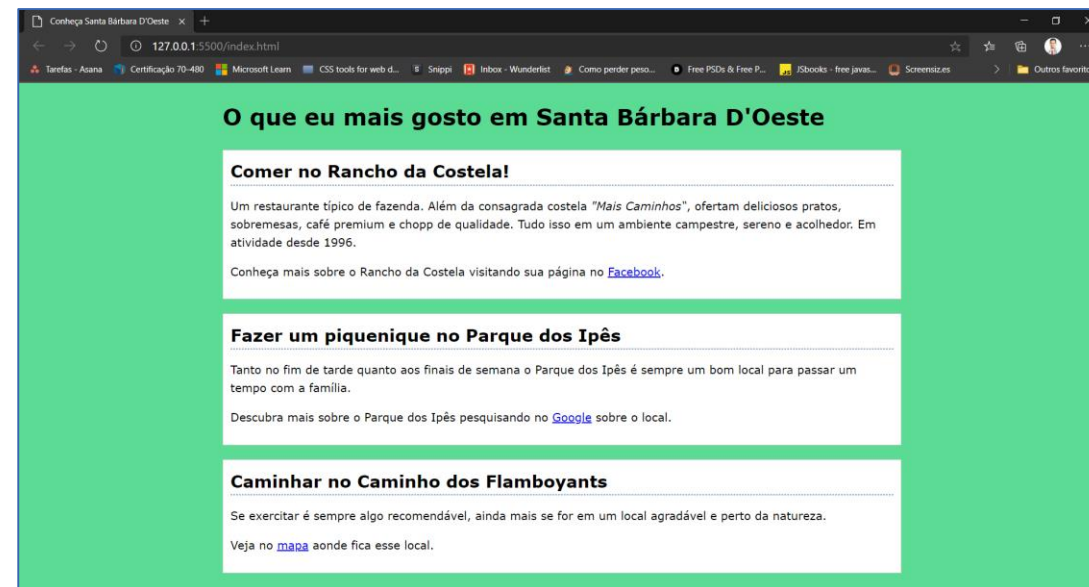 Conheça Santa Bárbara D'Oeste
127.0.0.1:5500/index.html
Tarefas - Asana Certificação 70-480 Microsoft Learn CSS tools for web d... Snippi Inbox - Wunderlist Como perder peso... Free PSDs & Free P... JSbooks - free javas... Screensiz.es Outros favorito
O que eu mais gosto em Santa Bárbara D'Oeste
Comer no Rancho da Costela!
Um restaurante típico de fazenda. Além da consagrada costela "Mais Caminhos", ofertam deliciosos pratos,
sobremesas, café premium e chopp de qualidade. Tudo isso em um ambiente campestre, sereno e acolhedor. Em
atividade desde 1996.
Conheça mais sobre o Rancho da Costela visitando sua página no Facebook.
Fazer um piquenique no Parque dos Ipês
Tanto no fim de tarde quanto aos finais de semana o Parque dos Ipês é sempre um bom local para passar um
tempo com a família.
Descubra mais sobre o Parque dos Ipês pesquisando no Google sobre o local.
Caminhar no Caminho dos Flamboyants
Se exercitar é sempre algo recomendável, ainda mais se for em um local agradável e perto da natureza.
Veja no mapa aonde fica esse local.